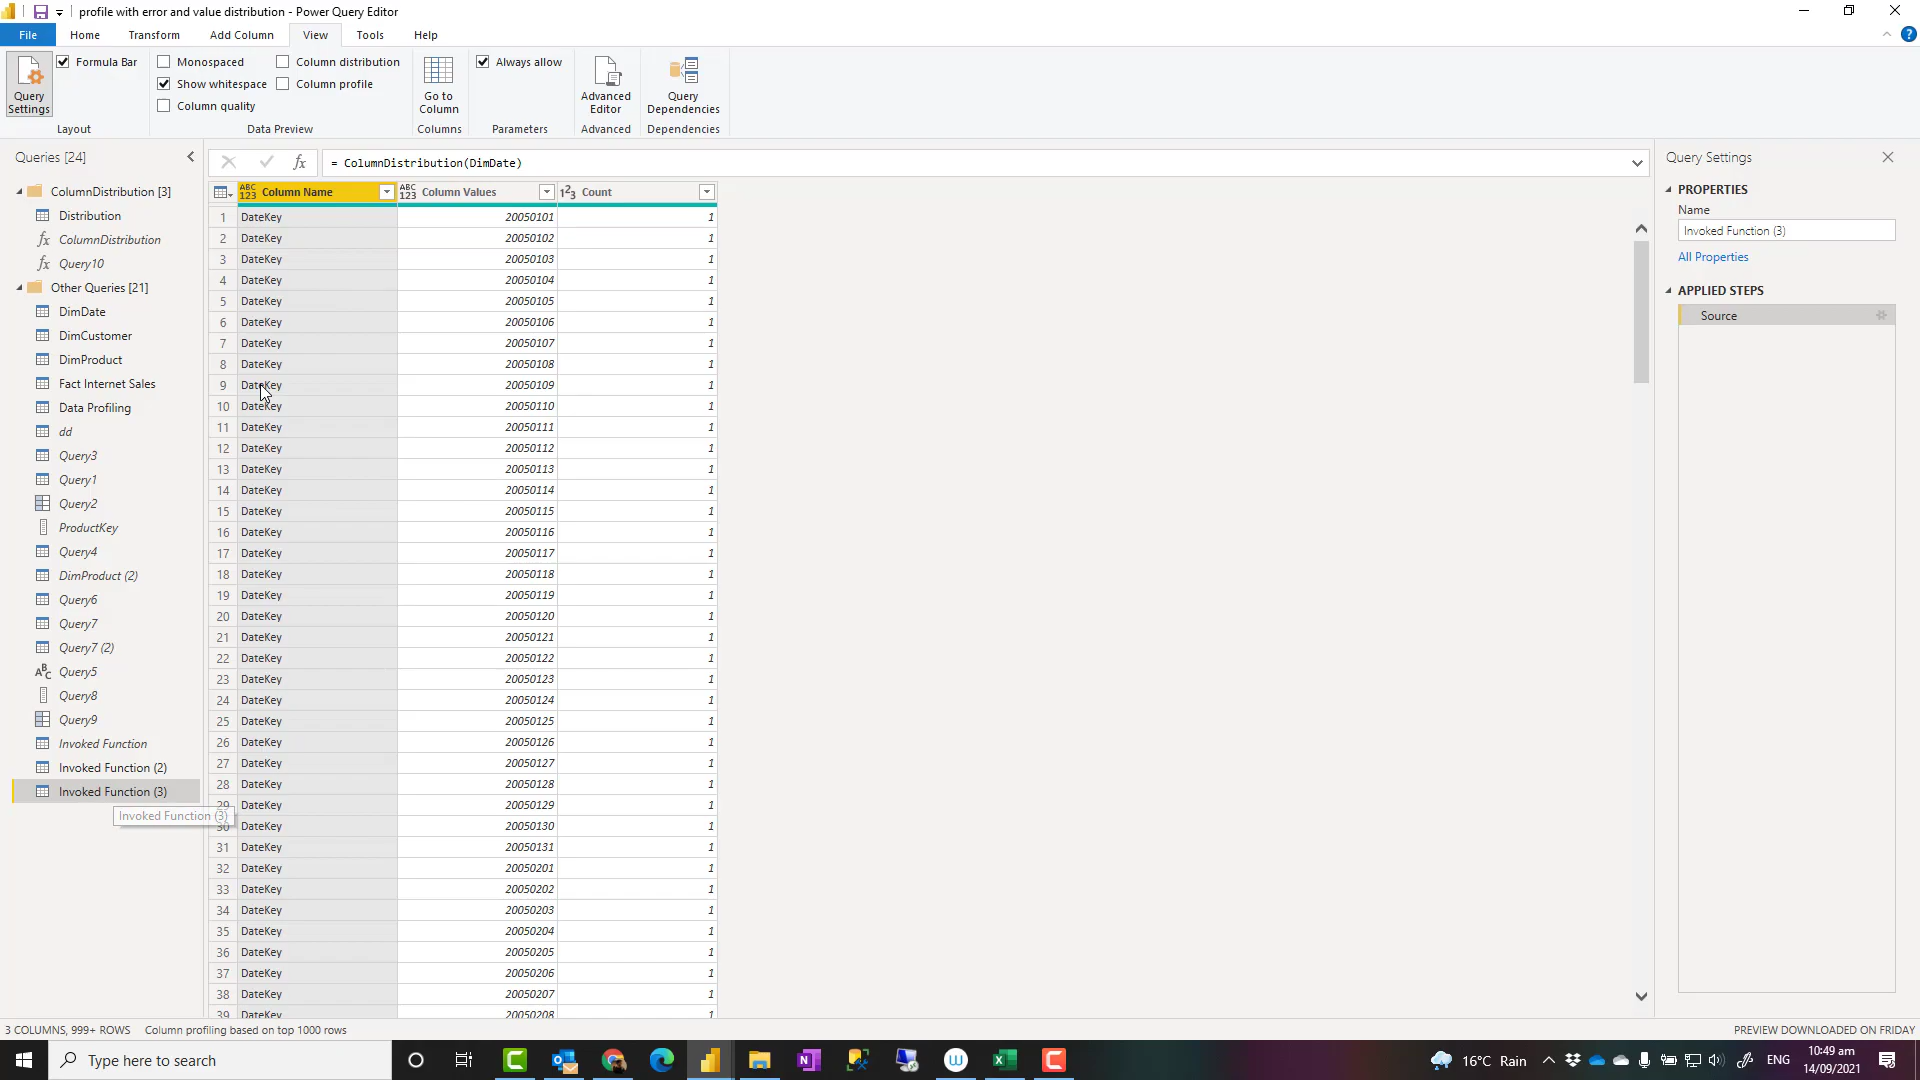 profile with error and value distribution - Power Query Editor
File Home Transform Add Column View Tools Help
Query Settings
Formula Bar
Monospaced
Show whitespace
Column quality
Column distribution
Column profile
Go to Column
Always allow
Advanced Editor
Query Dependencies
Layout Data Preview Columns Parameters Advanced Dependencies
Queries [24]
ColumnDistribution [3]
Distribution
fx ColumnDistribution
fx Query10
Other Queries [21]
DimDate
DimCustomer
DimProduct
Fact Internet Sales
Data Profiling
dd
Query3
Query1
Query2
ProductKey
Query4
DimProduct (2)
Query6
Query7
Query7 (2)
ABC Query5
Query8
Query9
Invoked Function
Invoked Function (2)
Invoked Function (3)
Invoked Function (3)
fx = ColumnDistribution(DimDate)
ABC 123 Column Name ABC 123 Column Values 123 Count
1 DateKey 20050101 1
2 DateKey 20050102 1
3 DateKey 20050103 1
4 DateKey 20050104 1
5 DateKey 20050105 1
6 DateKey 20050106 1
7 DateKey 20050107 1
8 DateKey 20050108 1
9 DateKey 20050109 1
10 DateKey 20050110 1
11 DateKey 20050111 1
12 DateKey 20050112 1
13 DateKey 20050113 1
14 DateKey 20050114 1
15 DateKey 20050115 1
16 DateKey 20050116 1
17 DateKey 20050117 1
18 DateKey 20050118 1
19 DateKey 20050119 1
20 DateKey 20050120 1
21 DateKey 20050121 1
22 DateKey 20050122 1
23 DateKey 20050123 1
24 DateKey 20050124 1
25 DateKey 20050125 1
26 DateKey 20050126 1
27 DateKey 20050127 1
28 DateKey 20050128 1
29 DateKey 20050129 1
30 DateKey 20050130 1
31 DateKey 20050131 1
32 DateKey 20050201 1
33 DateKey 20050202 1
34 DateKey 20050203 1
35 DateKey 20050204 1
36 DateKey 20050205 1
37 DateKey 20050206 1
38 DateKey 20050207 1
39 DateKey 20050208 1
Query Settings
PROPERTIES
Name
Invoked Function (3)
All Properties
APPLIED STEPS
Source
3 COLUMNS, 999+ ROWS Column profiling based on top 1000 rows
PREVIEW DOWNLOADED ON FRIDAY
Type here to search
16°C Rain
ENG
10:49 am
14/09/2021